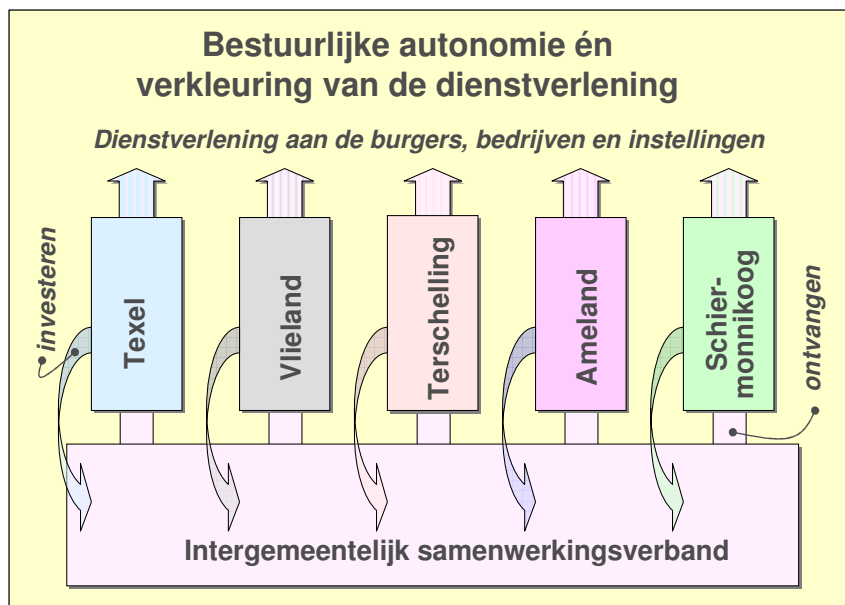 Bestuurlijke autonomie én
verkleuring van de dienstverlening
Dienstverlening aan de burgers, bedrijven en instellingen
investeren
Texel
Vlieland
Terschelling
Ameland
Schier-
monnikoog
ontvangen
Intergemeentelijk samenwerkingsverband